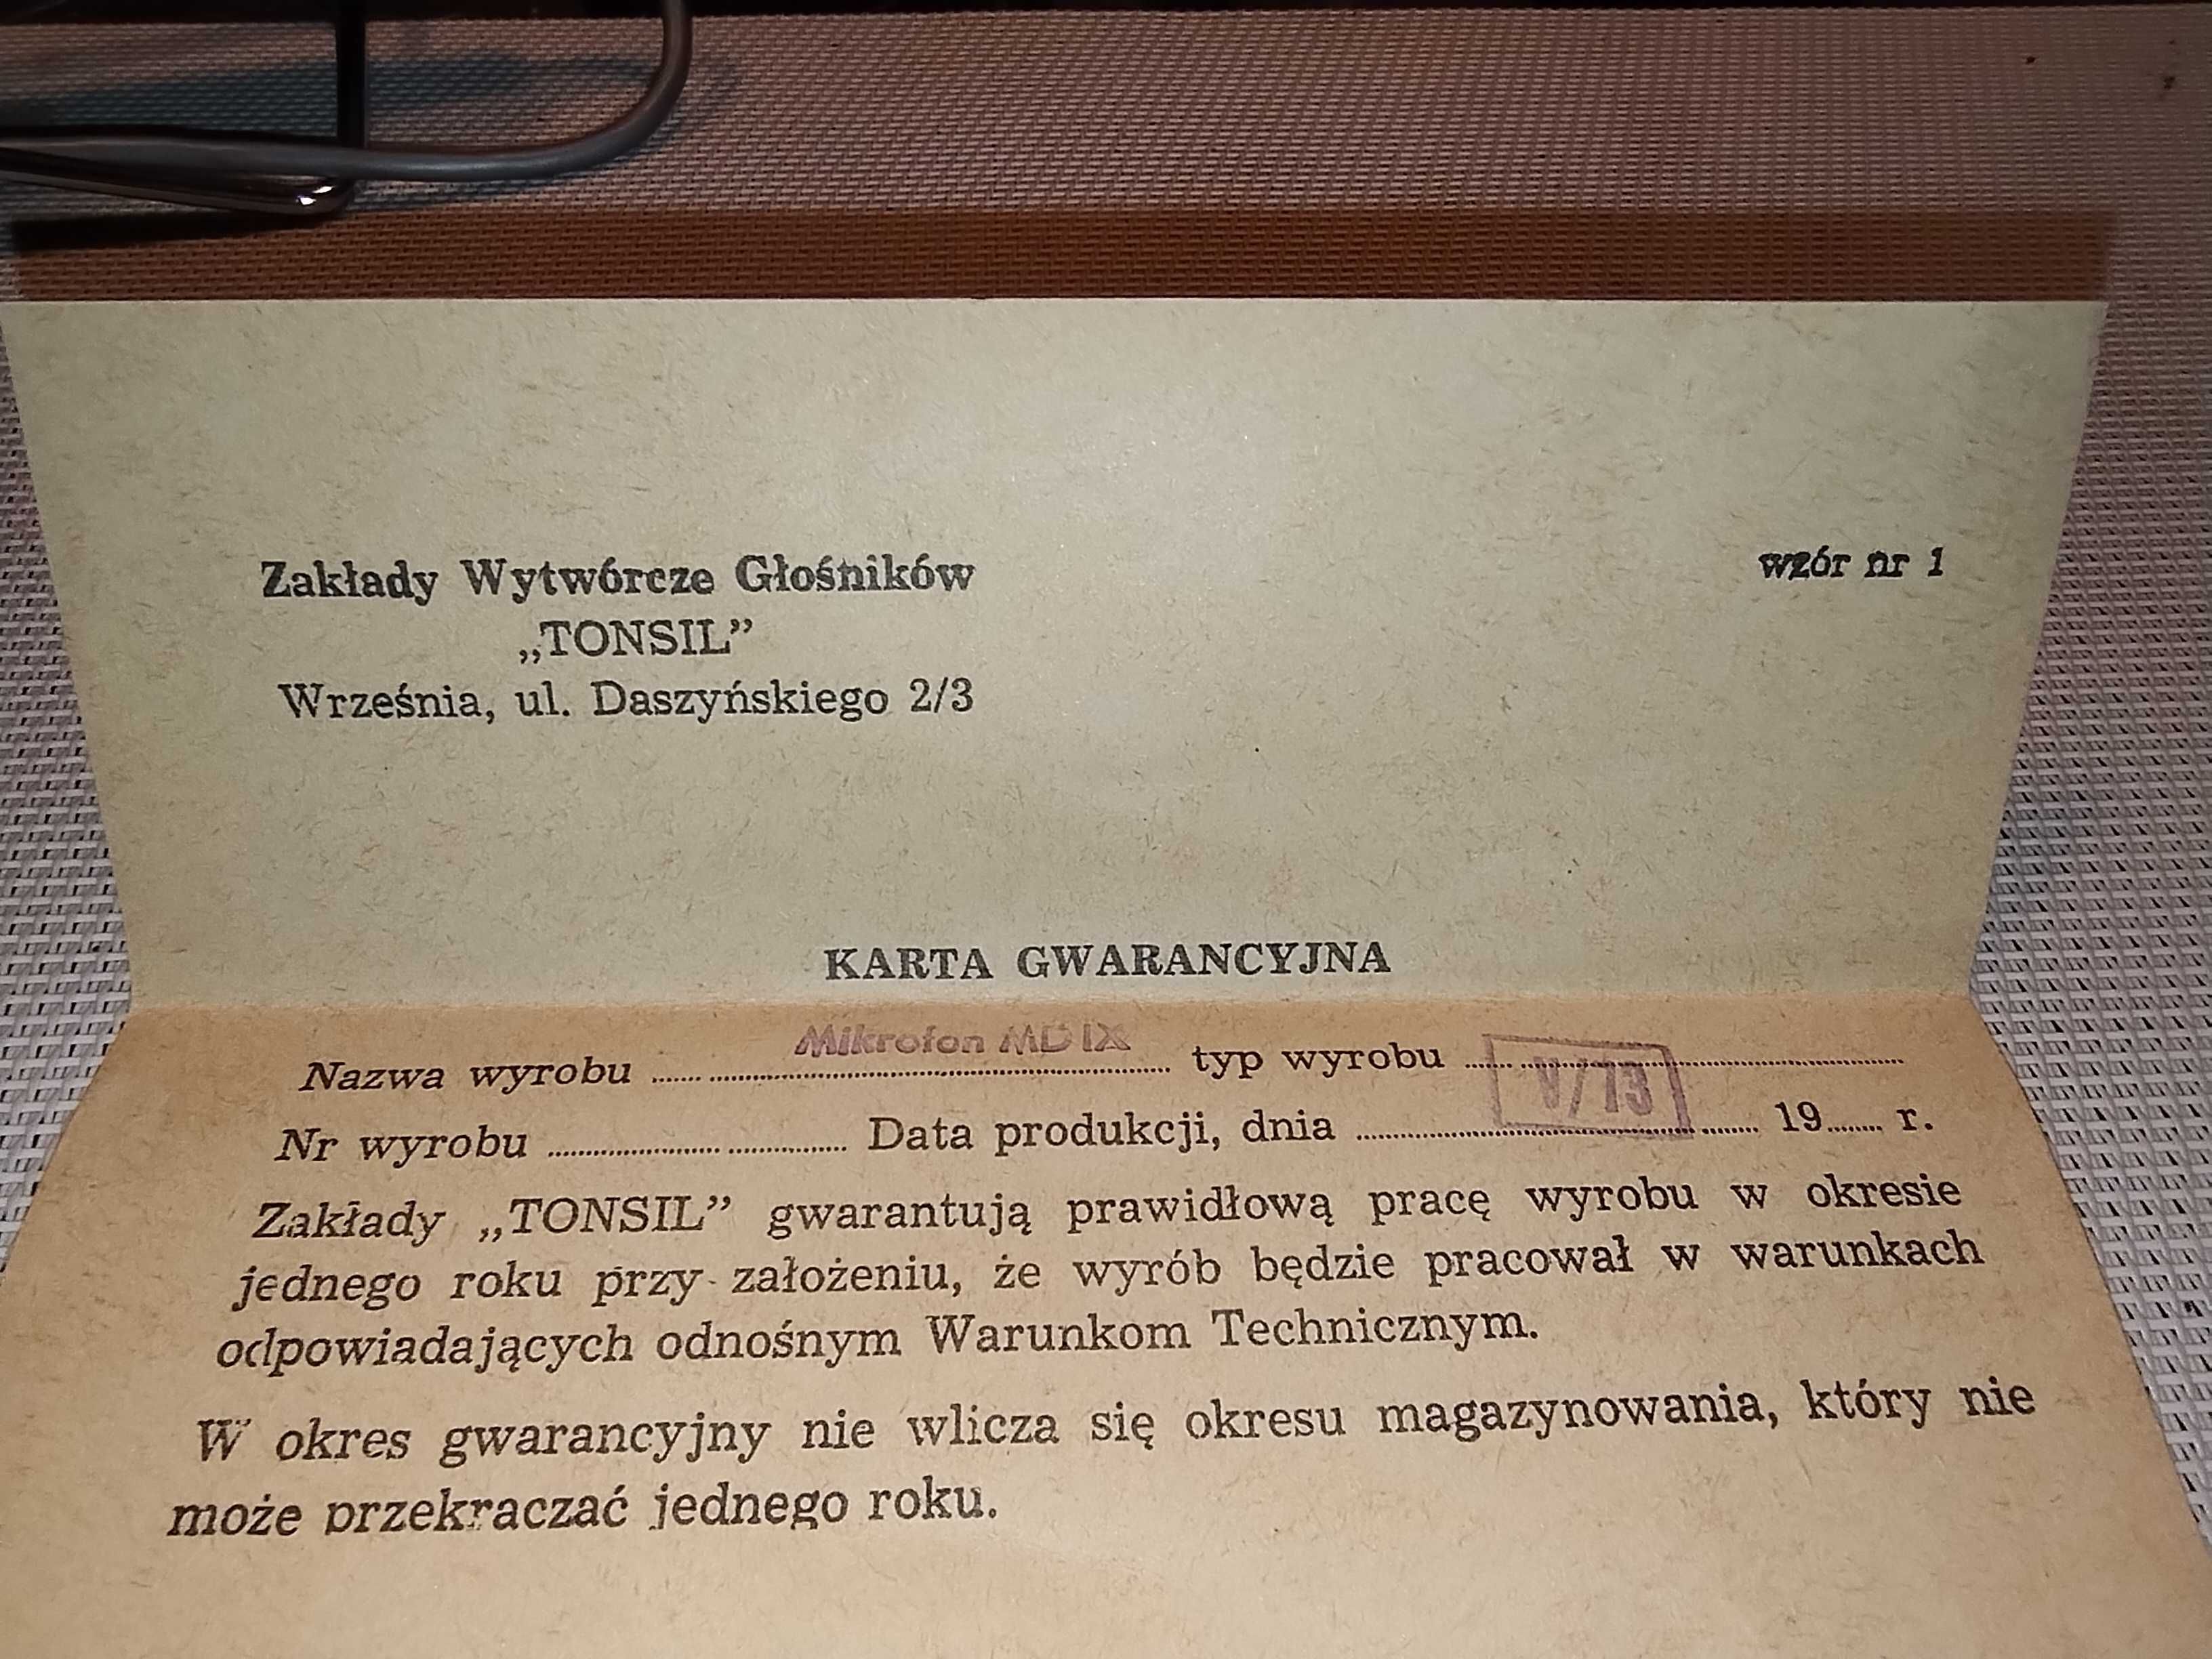 Zakłady Wytwórcze Głośników
wzór nr 1
„TONSIL”
Września, ul. Daszyńskiego 2/3
KARTA GWARANCYJNA
Nazwa wyrobu ...... Mikrofon MD IX ...... typ wyrobu ......
V/73
Nr wyrobu ...... Data produkcji, dnia ...... 19...... r.
Zakłady „TONSIL” gwarantują prawidłową pracę wyrobu w okresie
jednego roku przy założeniu, że wyrób będzie pracował w warunkach
odpowiadających odnośnym Warunkom Technicznym.
W okres gwarancyjny nie wlicza się okresu magazynowania, który nie
może przekraczać jednego roku.